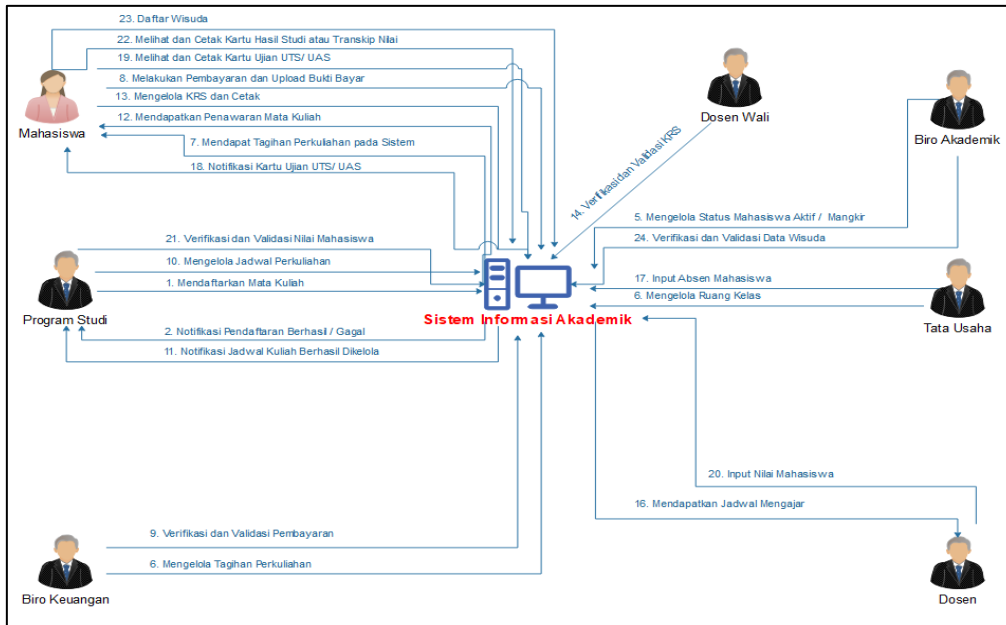 23. Daftar Wisuda
22. Melihat dan Cetak Kartu Hasil Studi atau Transkip Nilai
19. Melihat dan Cetak Kartu Ujian UTS/ UAS
8. Melakukan Pembayaran dan Upload Bukti Bayar
13. Mengelola KRS dan Cetak
12. Mendapatkan Penawaran Mata Kuliah
Mahasiswa
7. Mendapat Tagihan Perkuliahan pada Sistem
18. Notifikasi Kartu Ujian UTS/ UAS
Dosen Wali
14. Verifikasi dan Validasi KRS
Biro Akademik
5. Mengelola Status Mahasiswa Aktif / Mangkir
24. Verifikasi dan Validasi Data Wisuda
21. Verifikasi dan Validasi Nilai Mahasiswa
10. Mengelola Jadwal Perkuliahan
1. Mendaftarkan Mata Kuliah
Program Studi
17. Input Absen Mahasiswa
6. Mengelola Ruang Kelas
Tata Usaha
Sistem Informasi Akademik
2. Notifikasi Pendaftaran Berhasil / Gagal
11. Notifikasi Jadwal Kuliah Berhasil Dikelola
20. Input Nilai Mahasiswa
16. Mendapatkan Jadwal Mengajar
Dosen
9. Verifikasi dan Validasi Pembayaran
6. Mengelola Tagihan Perkuliahan
Biro Keuangan